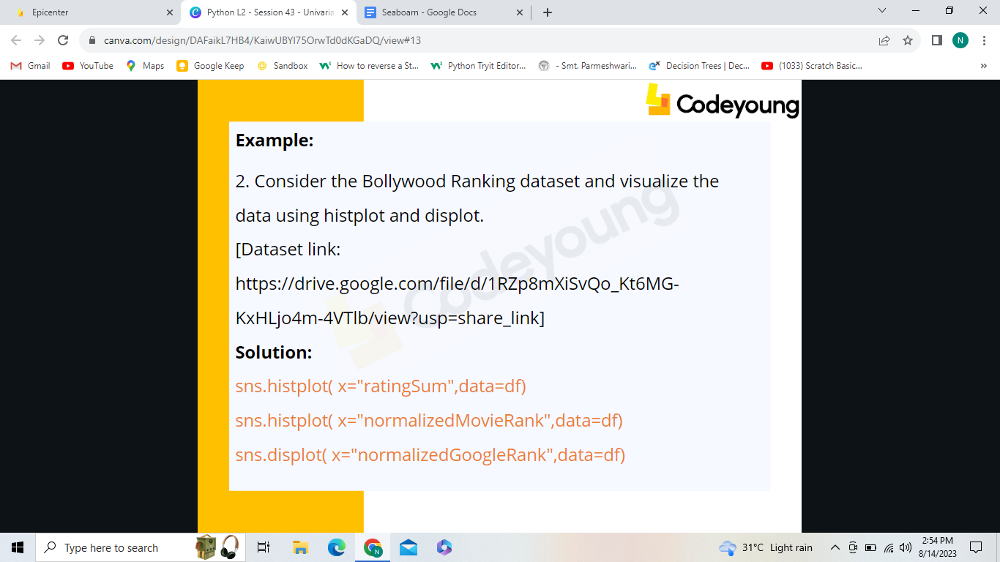 Epicenter
Python L2 - Session 43 - Univaria
Seaboarn - Google Docs
canva.com/design/DAFaikL7HB4/KaiwUBYl75OrwTd0dKGaDQ/view#13
N
Gmail
YouTube
Maps
Google Keep
Sandbox
How to reverse a St...
Python Tryit Editor...
- Smt. Parmeshwari...
Decision Trees | Dec...
(1033) Scratch Basic...
»
Codeyoung
Example:
2. Consider the Bollywood Ranking dataset and visualize the
data using histplot and displot.
[Dataset link:
https://drive.google.com/file/d/1RZp8mXiSvQo_Kt6MG-
KxHLjo4m-4VTlb/view?usp=share_link]
Codeyoung
Solution:
sns.histplot( x="ratingSum",data=df)
sns.histplot( x="normalizedMovieRank",data=df)
sns.displot( x="normalizedGoogleRank",data=df)
Type here to search
31°C Light rain
2:54 PM
8/14/2023